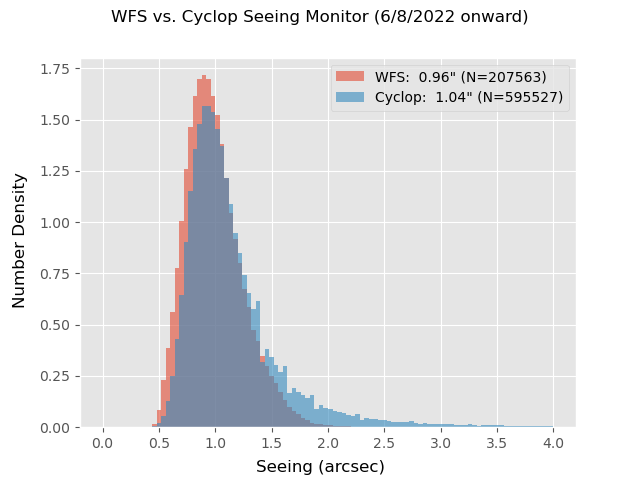 WFS vs. Cyclop Seeing Monitor (6/8/2022 onward)
WFS:  0.96" (N=207563)
Cyclop:  1.04" (N=595527)
Number Density
1.75
1.50
1.25
1.00
0.75
0.50
0.25
0.00
0.0 0.5 1.0 1.5 2.0 2.5 3.0 3.5 4.0
Seeing (arcsec)